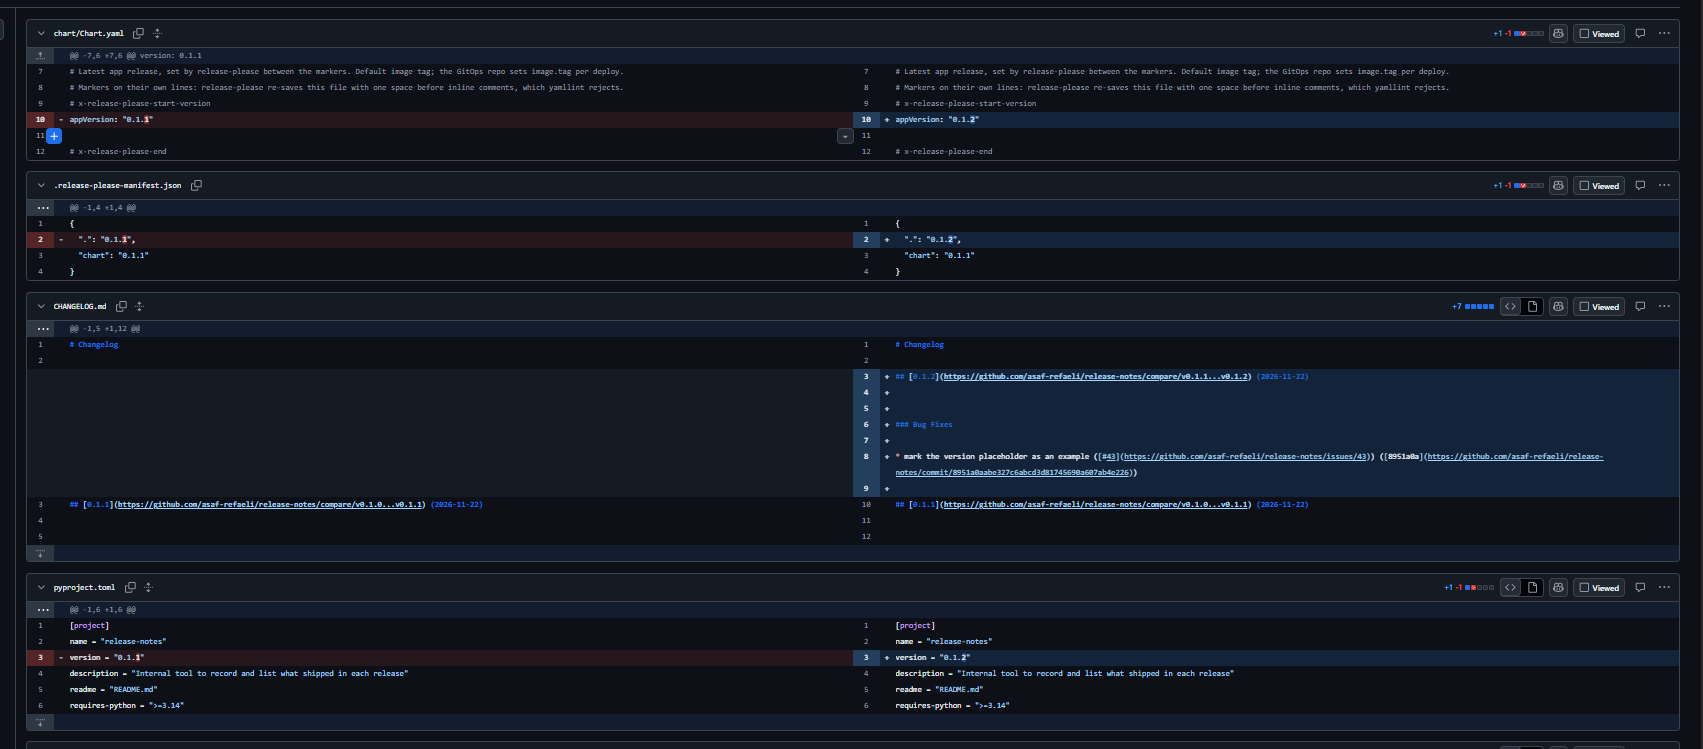 chart/Chart.yaml
+1 -1
Viewed
@@ -7,6 +7,6 @@ version: 0.1.1
7 # Latest app release, set by release-please between the markers. Default image tag; the GitOps repo sets image.tag per deploy. 7 # Latest app release, set by release-please between the markers. Default image tag; the GitOps repo sets image.tag per deploy.
8 # Markers on their own lines: release-please re-saves this file with one space before inline comments, which yamllint rejects. 8 # Markers on their own lines: release-please re-saves this file with one space before inline comments, which yamllint rejects.
9 # x-release-please-start-version 9 # x-release-please-start-version
10 - appVersion: "0.1.1" 10 + appVersion: "0.1.2"
11 11
12 # x-release-please-end 12 # x-release-please-end
.release-please-manifest.json
+1 -1
Viewed
@@ -1,4 +1,4 @@
1 { 1 {
2 - ".": "0.1.1", 2 + ".": "0.1.2",
3 "chart": "0.1.1" 3 "chart": "0.1.1"
4 } 4 }
CHANGELOG.md
+7
Viewed
@@ -1,5 +1,12 @@
1 # Changelog 1 # Changelog
2 2
3 + ## [0.1.2](https://github.com/asaf-refaeli/release-notes/compare/v0.1.1...v0.1.2) (2026-11-22)
4 +
5 +
6 + ### Bug Fixes
7 +
8 + * mark the version placeholder as an example ([#43](https://github.com/asaf-refaeli/release-notes/issues/43)) ([8951a0a](https://github.com/asaf-refaeli/release-
notes/commit/8951a0aabe327c6abcd3d81745690a607ab4e226))
9 +
3 ## [0.1.1](https://github.com/asaf-refaeli/release-notes/compare/v0.1.0...v0.1.1) (2026-11-22) 10 ## [0.1.1](https://github.com/asaf-refaeli/release-notes/compare/v0.1.0...v0.1.1) (2026-11-22)
4 11
5 12
pyproject.toml
+1 -1
Viewed
@@ -1,6 +1,6 @@
1 [project] 1 [project]
2 name = "release-notes" 2 name = "release-notes"
3 - version = "0.1.1" 3 + version = "0.1.2"
4 description = "Internal tool to record and list what shipped in each release" 4 description = "Internal tool to record and list what shipped in each release"
5 readme = "README.md" 5 readme = "README.md"
6 requires-python = ">=3.14" 6 requires-python = ">=3.14"